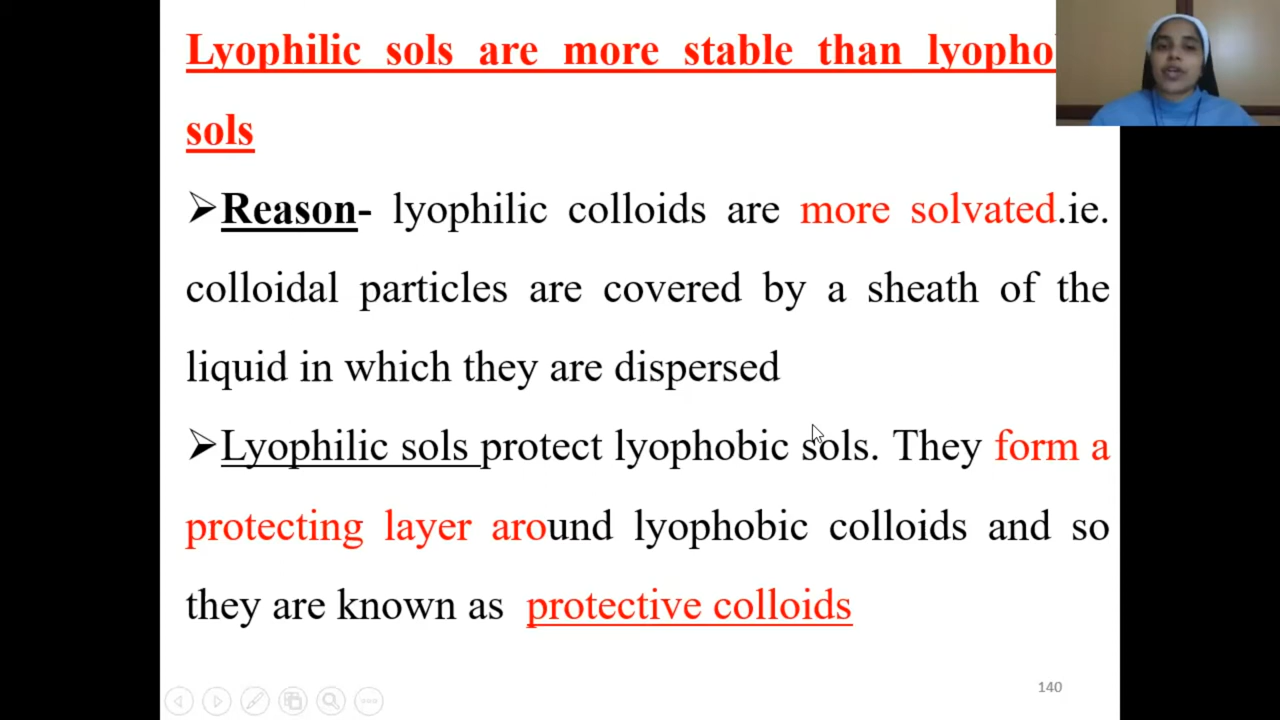 Lyophilic sols are more stable than lyophob
sols
➢Reason- lyophilic colloids are more solvated.ie.
colloidal particles are covered by a sheath of the
liquid in which they are dispersed
➢Lyophilic sols protect lyophobic sols. They form a
protecting layer around lyophobic colloids and so
they are known as protective colloids
140